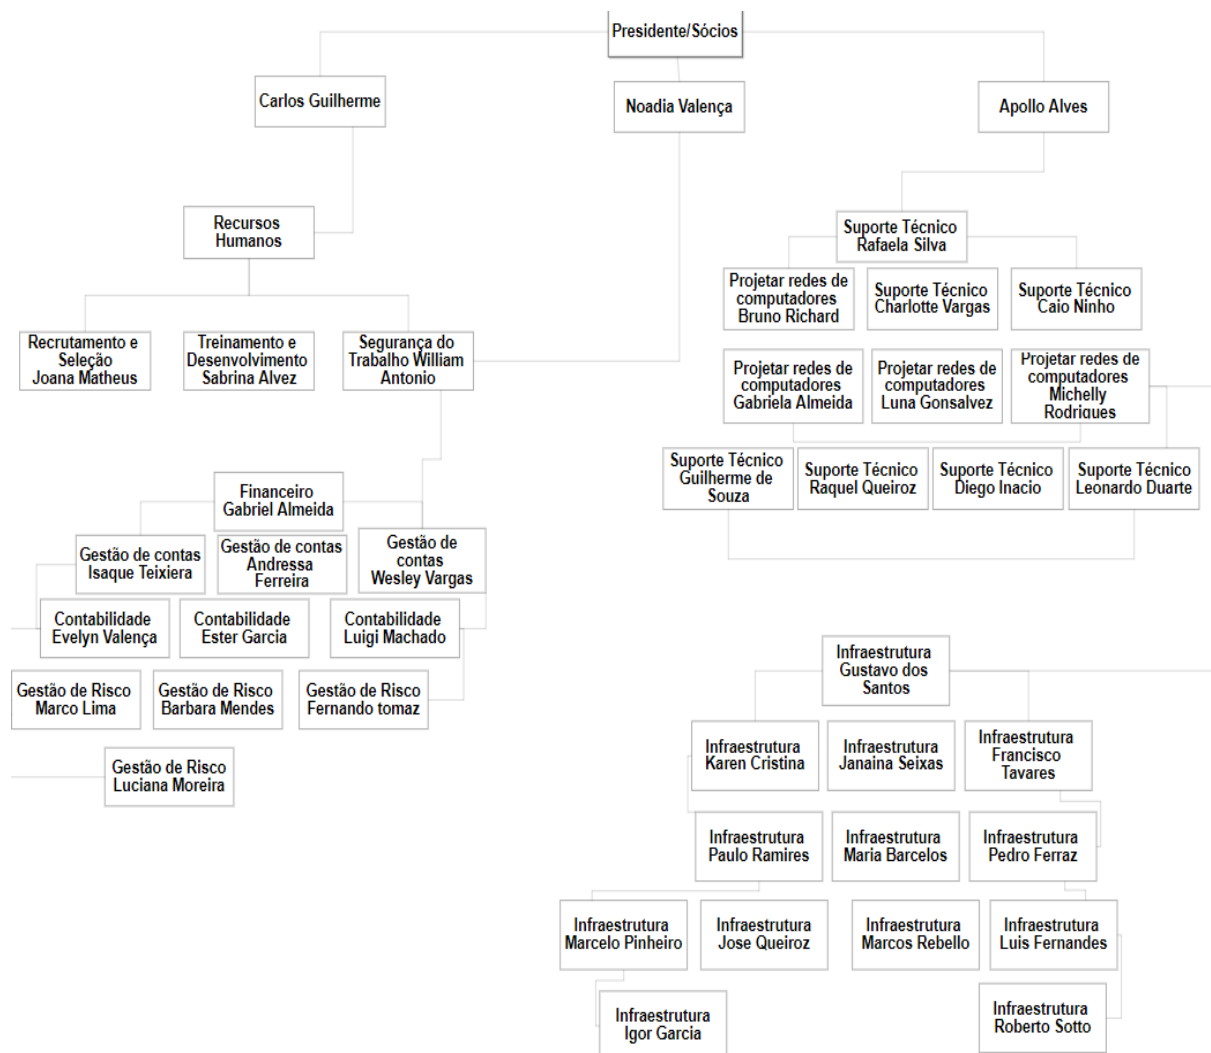 Presidente/Sócios
Carlos Guilherme
Noadia Valença
Apollo Alves
Recursos
Humanos
Suporte Técnico
Rafaela Silva
Projetar redes de
computadores
Bruno Richard
Suporte Técnico
Charlotte Vargas
Suporte Técnico
Caio Ninho
Recrutamento e
Seleção
Joana Matheus
Treinamento e
Desenvolvimento
Sabrina Alvez
Segurança do
Trabalho William
Antonio
Projetar redes de
computadores
Gabriela Almeida
Projetar redes de
computadores
Luna Gonsalvez
Projetar redes de
computadores
Michelly
Rodrigues
Suporte Técnico
Guilherme de
Souza
Suporte Técnico
Raquel Queiroz
Suporte Técnico
Diego Inacio
Suporte Técnico
Leonardo Duarte
Financeiro
Gabriel Almeida
Gestão de contas
Isaque Teixiera
Gestão de contas
Andressa
Ferreira
Gestão de
contas
Wesley Vargas
Contabilidade
Evelyn Valença
Contabilidade
Ester Garcia
Contabilidade
Luigi Machado
Gestão de Risco
Marco Lima
Gestão de Risco
Barbara Mendes
Gestão de Risco
Fernando tomaz
Gestão de Risco
Luciana Moreira
Infraestrutura
Gustavo dos
Santos
Infraestrutura
Karen Cristina
Infraestrutura
Janaina Seixas
Infraestrutura
Francisco
Tavares
Infraestrutura
Paulo Ramires
Infraestrutura
Maria Barcelos
Infraestrutura
Pedro Ferraz
Infraestrutura
Marcelo Pinheiro
Infraestrutura
Jose Queiroz
Infraestrutura
Marcos Rebello
Infraestrutura
Luis Fernandes
Infraestrutura
Igor Garcia
Infraestrutura
Roberto Sotto